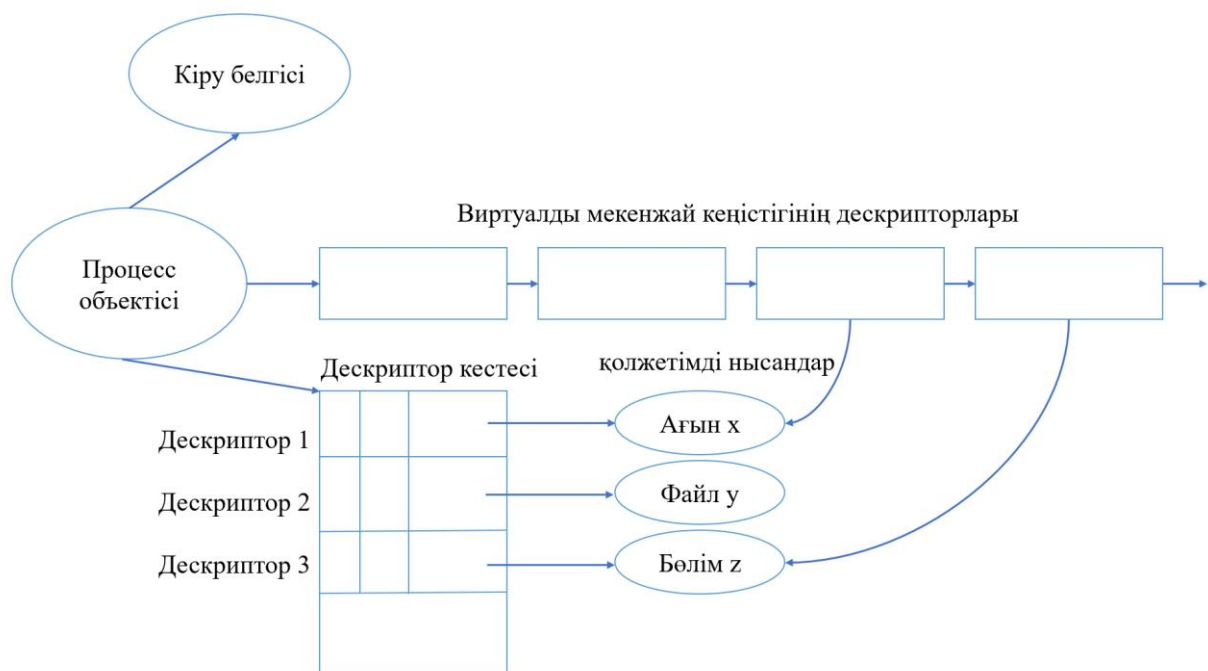 Кіру белгісі
Виртуалды мекенжай кеңістігінің дескрипторлары
Процесс
объектісі
Дескриптор кестесі
қолжетімді нысандар
Дескриптор 1
Ағын x
Дескриптор 2
Файл y
Дескриптор 3
Бөлім z